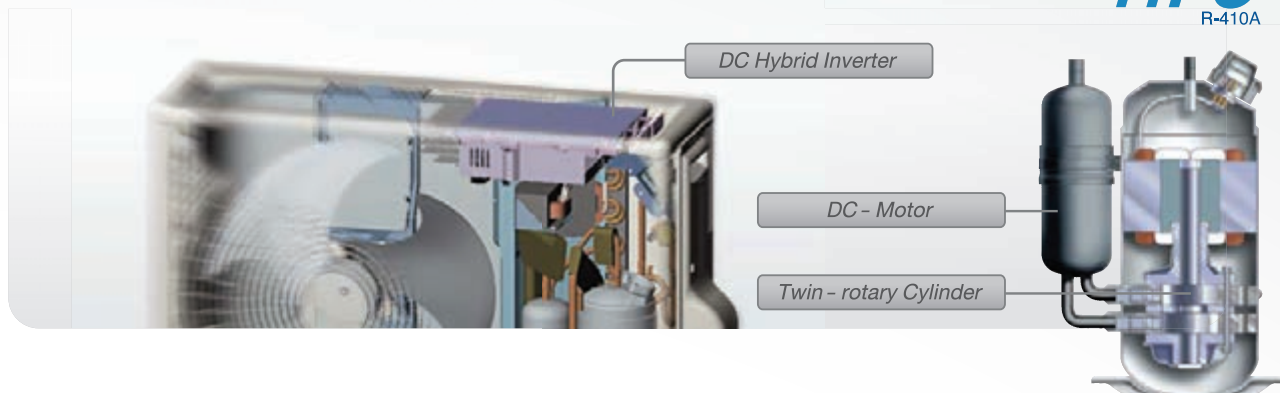 R-410A
DC Hybrid Inverter
DC - Motor
Twin - rotary Cylinder